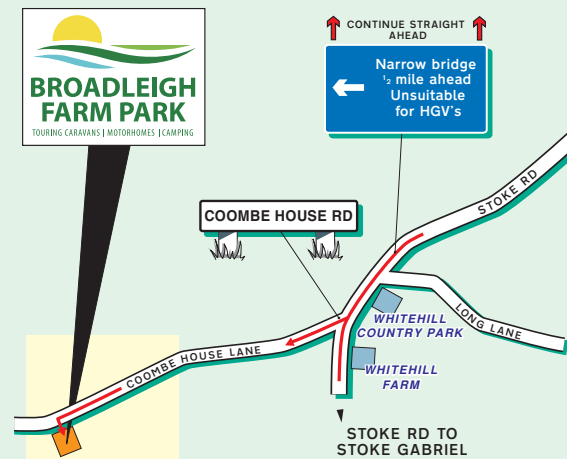 CONTINUE STRAIGHT
AHEAD
Narrow bridge
1/2 mile ahead
Unsuitable
for HGV's
BROADLEIGH
FARM PARK
TOURING CARAVANS | MOTORHOMES | CAMPING
STOKE RD
COOMBE HOUSE RD
LONG LANE
WHITEHILL
COUNTRY PARK
COOMBE HOUSE LANE
WHITEHILL
FARM
STOKE RD TO
STOKE GABRIEL